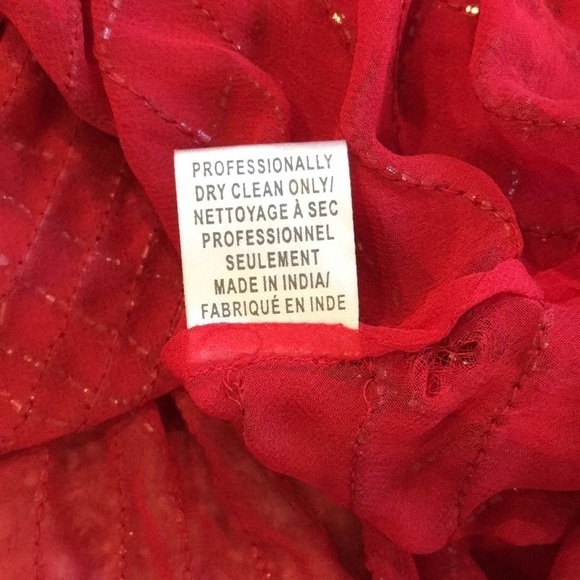 PROFESSIONALLY
DRY CLEAN ONLY/
NETTOYAGE À SEC
PROFESSIONNEL
SEULEMENT
MADE IN INDIA/
FABRIQUÉ EN INDE